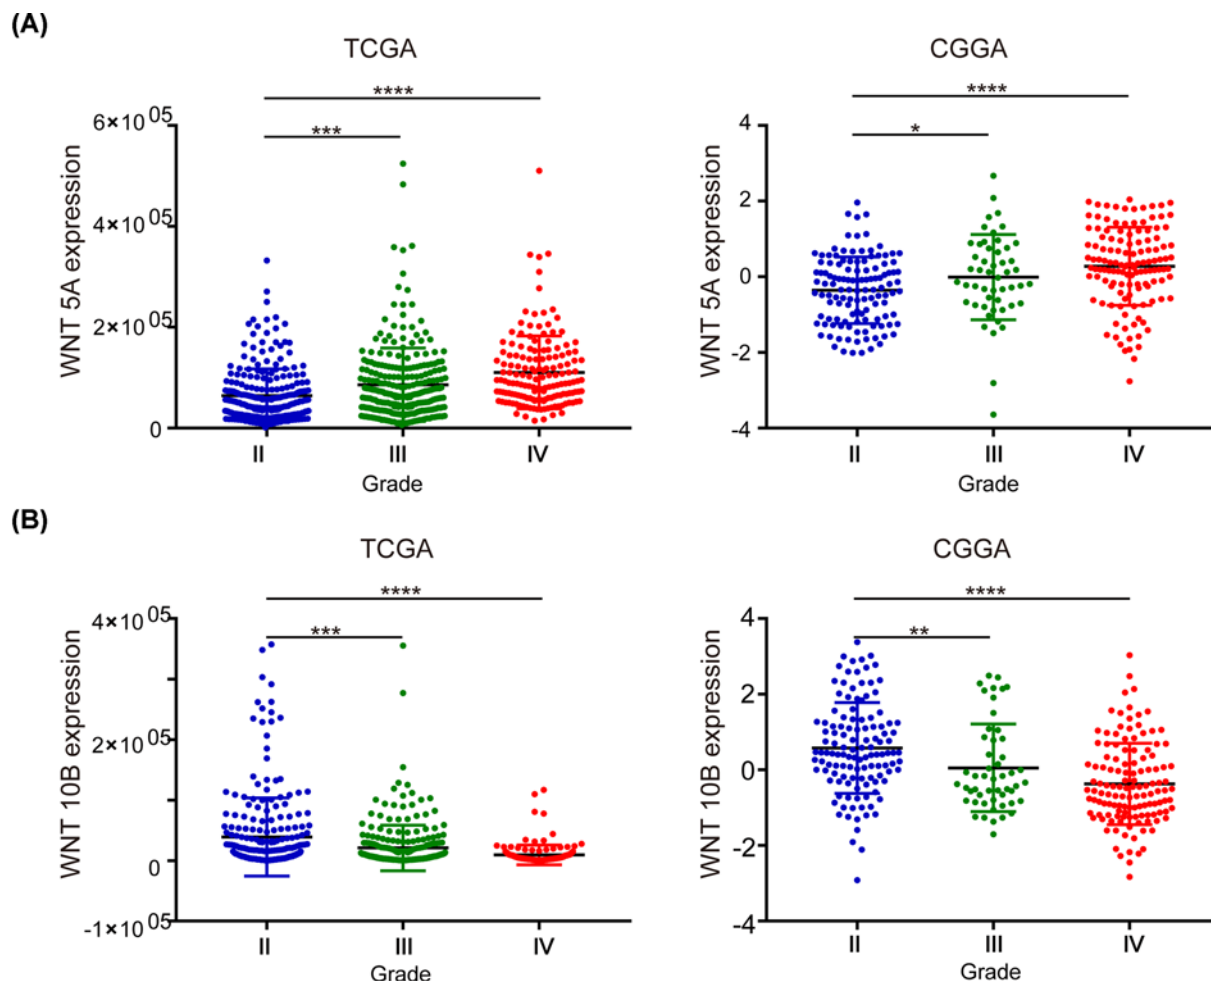 (A)
TCGA
CGGA
****
***
6×10^05
4×10^05
2×10^05
0
WNT 5A expression
II III IV
Grade
****
*
4
2
0
-2
-4
WNT 5A expression
II III IV
Grade
(B)
TCGA
CGGA
****
***
4×10^05
2×10^05
0
-1×10^05
WNT 10B expression
II III IV
Grade
****
**
4
2
0
-2
-4
WNT 10B expression
II III IV
Grade